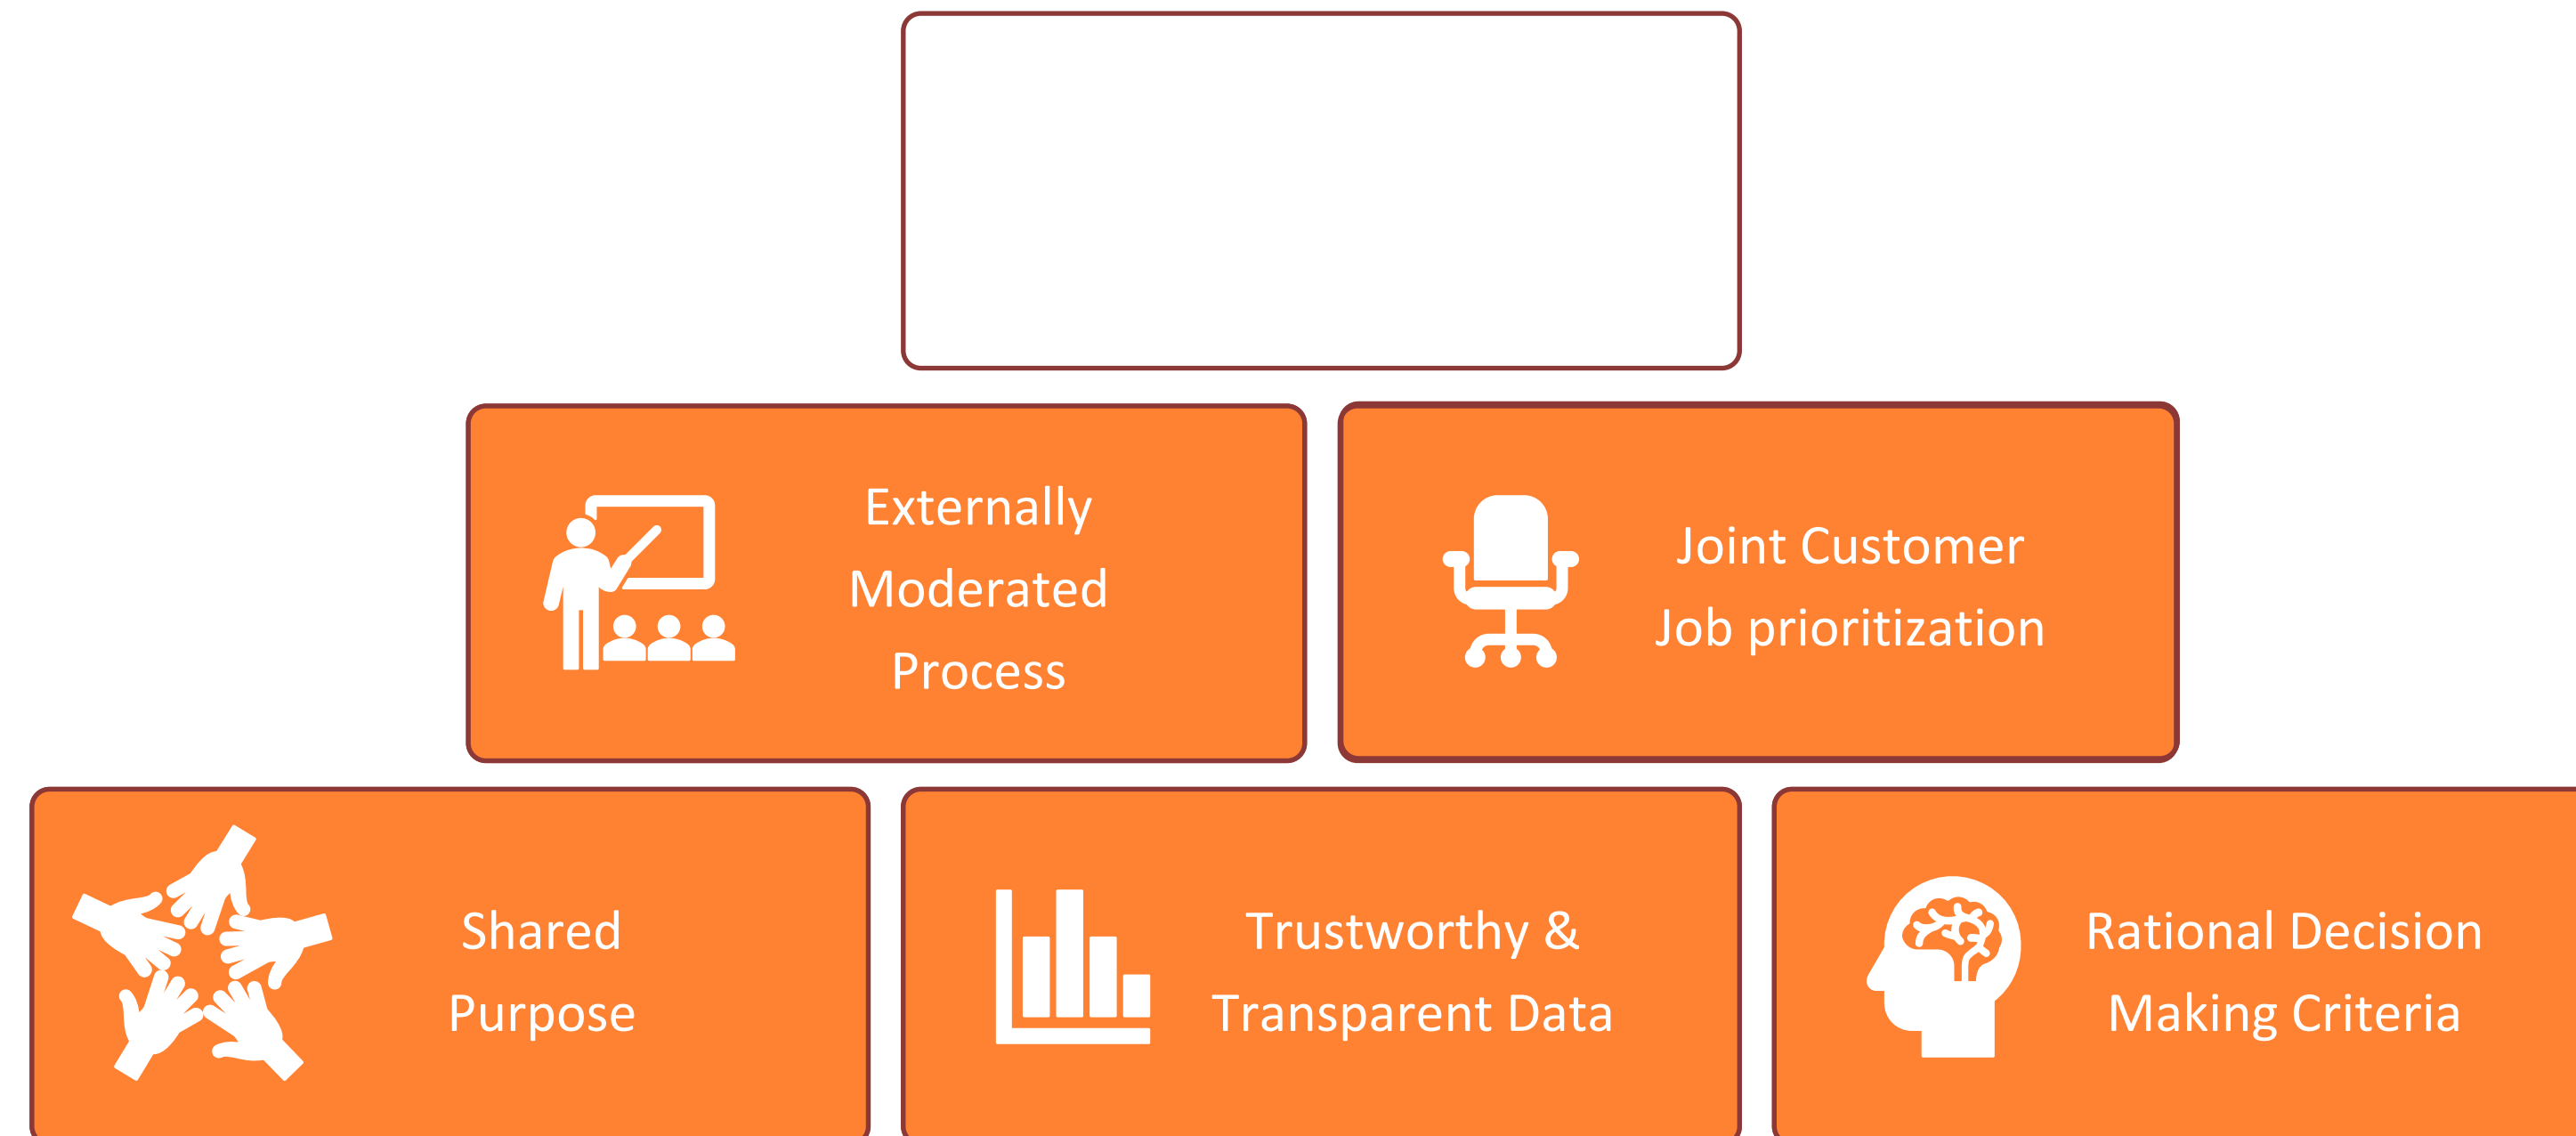 Externally
Moderated
Process
Joint Customer
Job prioritization
Shared
Purpose
Trustworthy &
Transparent Data
Rational Decision
Making Criteria